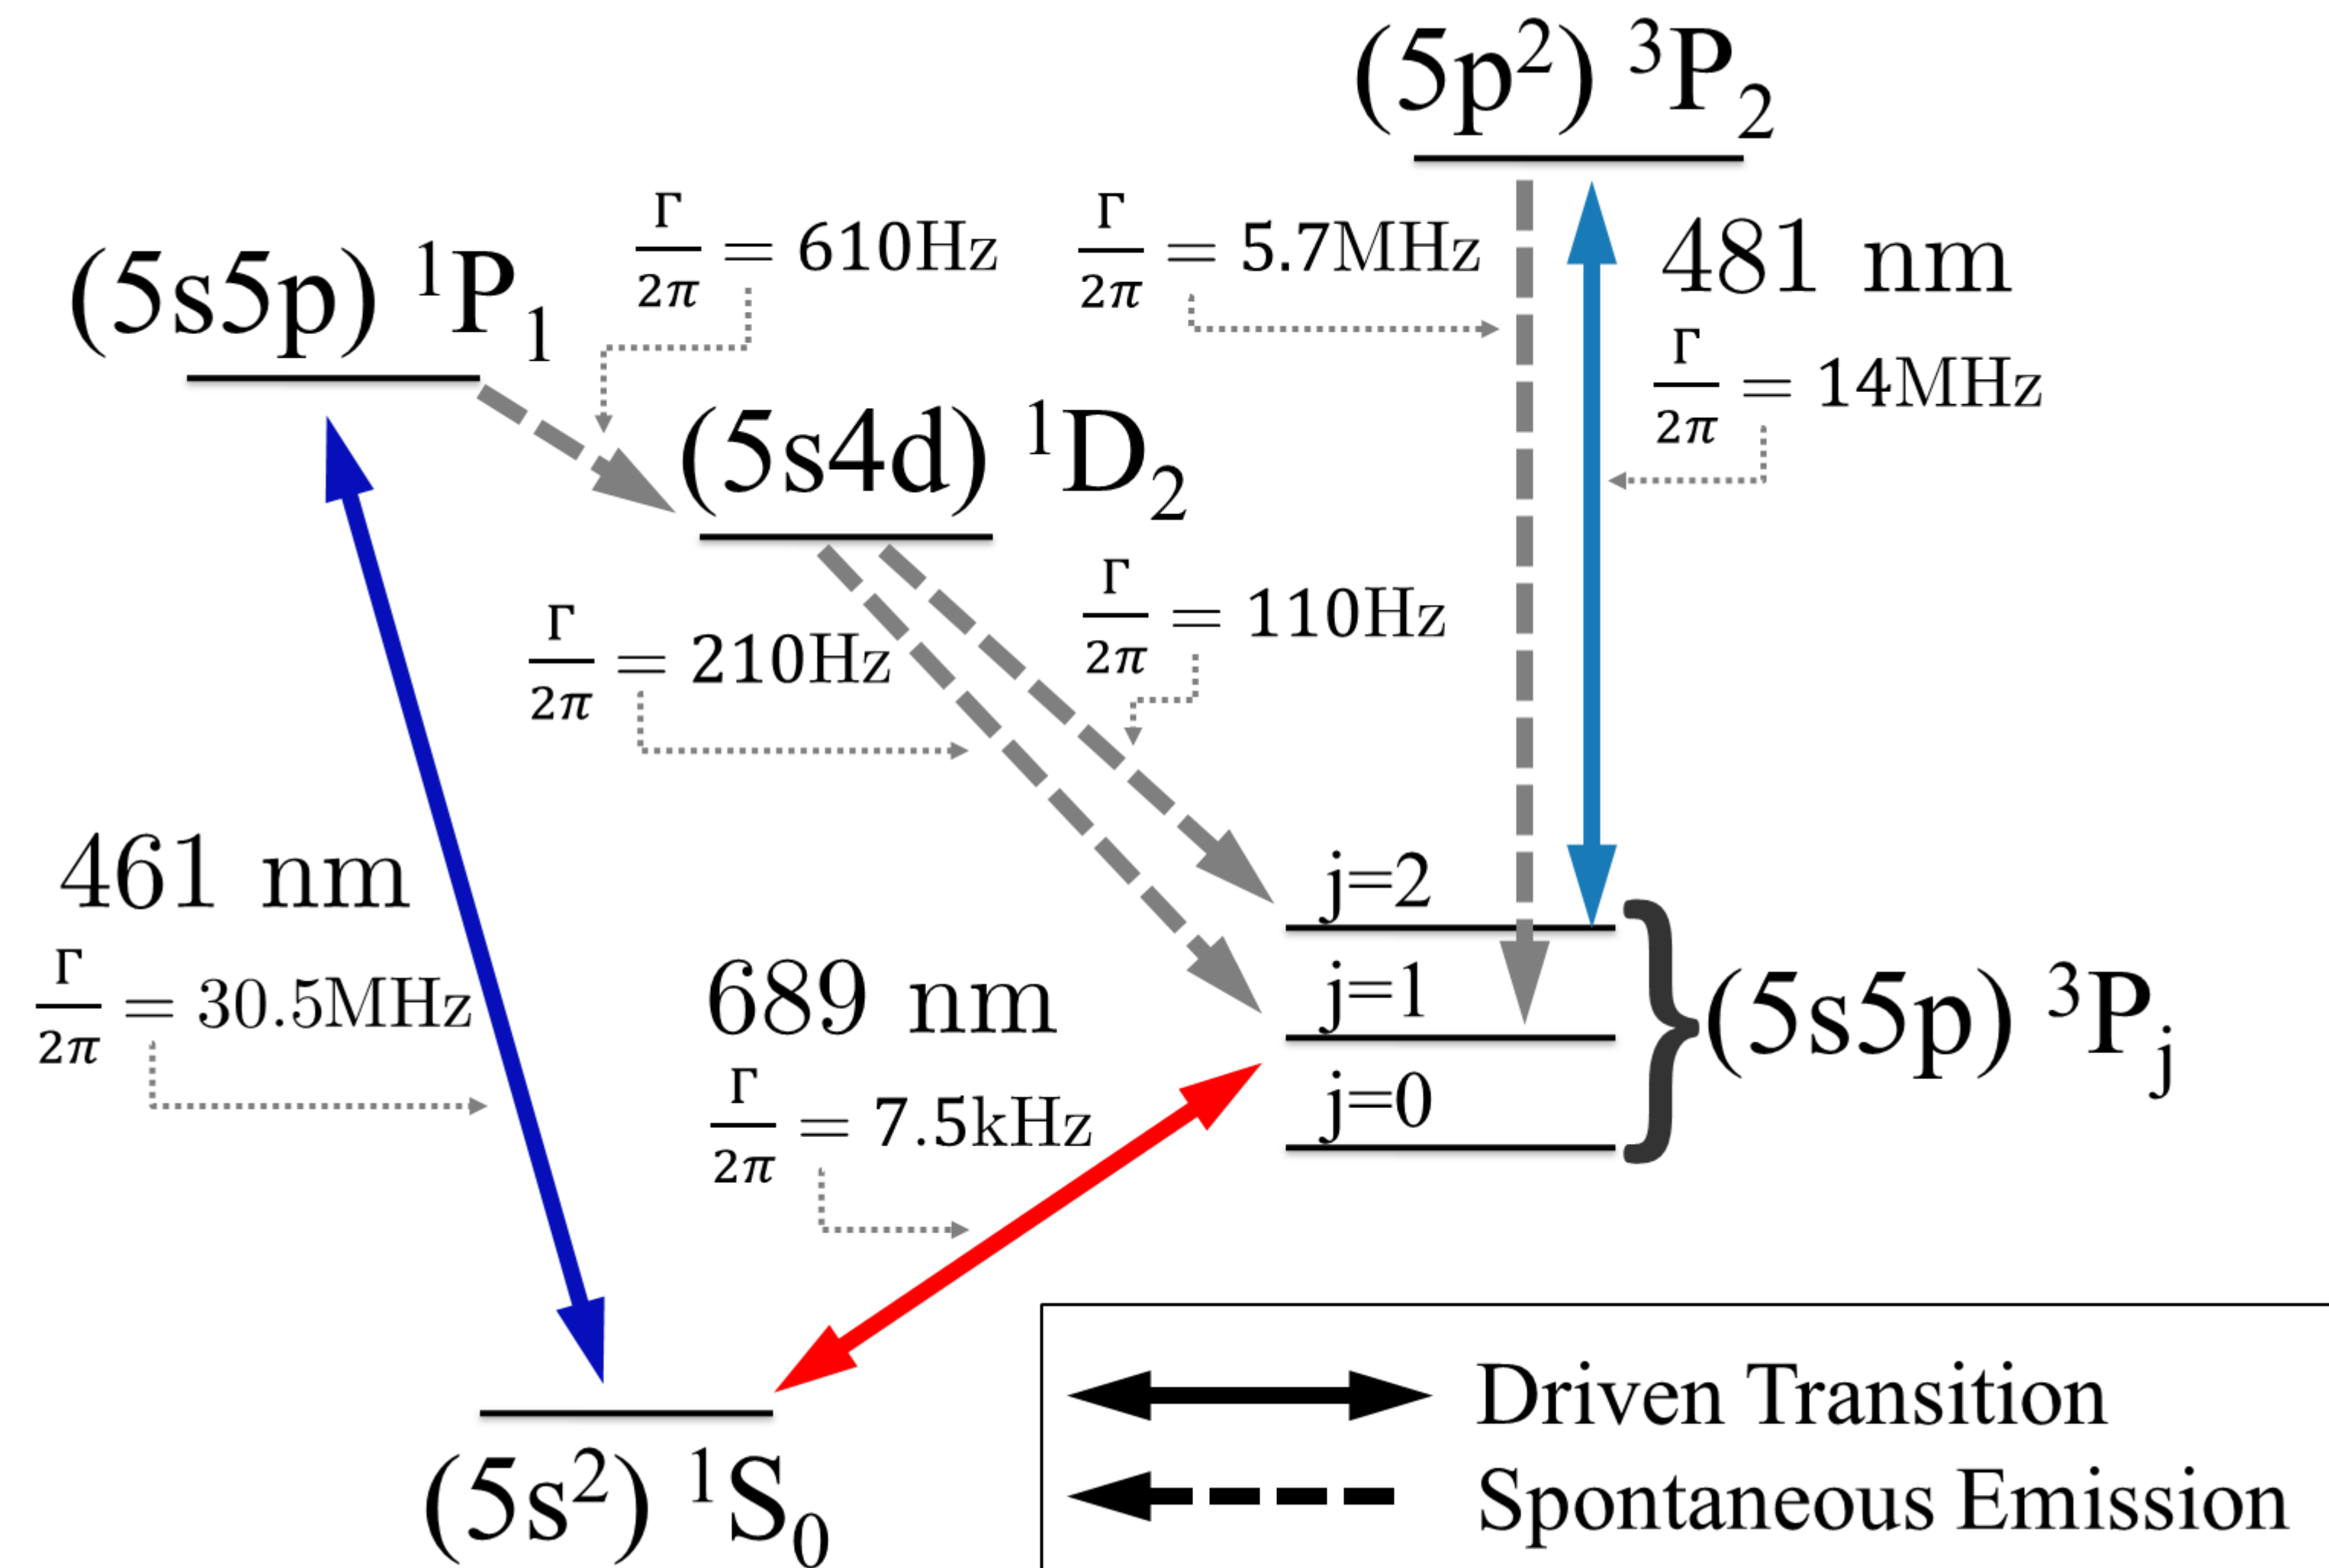 (5p²) ³P₂
Γ/2π = 610Hz
Γ/2π = 5.7MHz
481 nm
(5s5p) ¹P₁
Γ/2π = 14MHz
(5s4d) ¹D₂
Γ/2π = 110Hz
Γ/2π = 210Hz
461 nm
j=2
Γ/2π = 30.5MHz
689 nm
j=1
(5s5p) ³Pⱼ
Γ/2π = 7.5kHz
j=0
Driven Transition
(5s²) ¹S₀
Spontaneous Emission